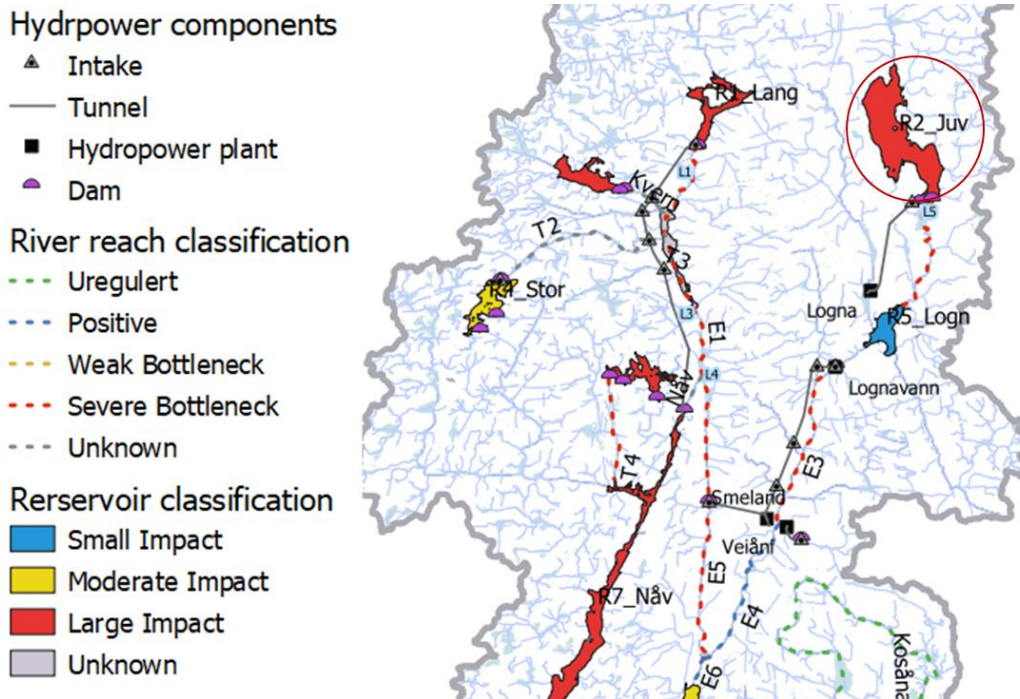 Hydrpower components
Intake
Tunnel
Hydropower plant
Dam
River reach classification
Uregulert
Positive
Weak Bottleneck
Severe Bottleneck
Unknown
Rerservoir classification
Small Impact
Moderate Impact
Large Impact
Unknown
R1_Lang
R2_Juv
L1
Kvern
L5
T2
T3
R4_Stor
Logna
R5_Logn
L3
E1
L4
Lognavann
T4
E3
Smeland
E5
R7_Nåv
E4
Kosåna
E6